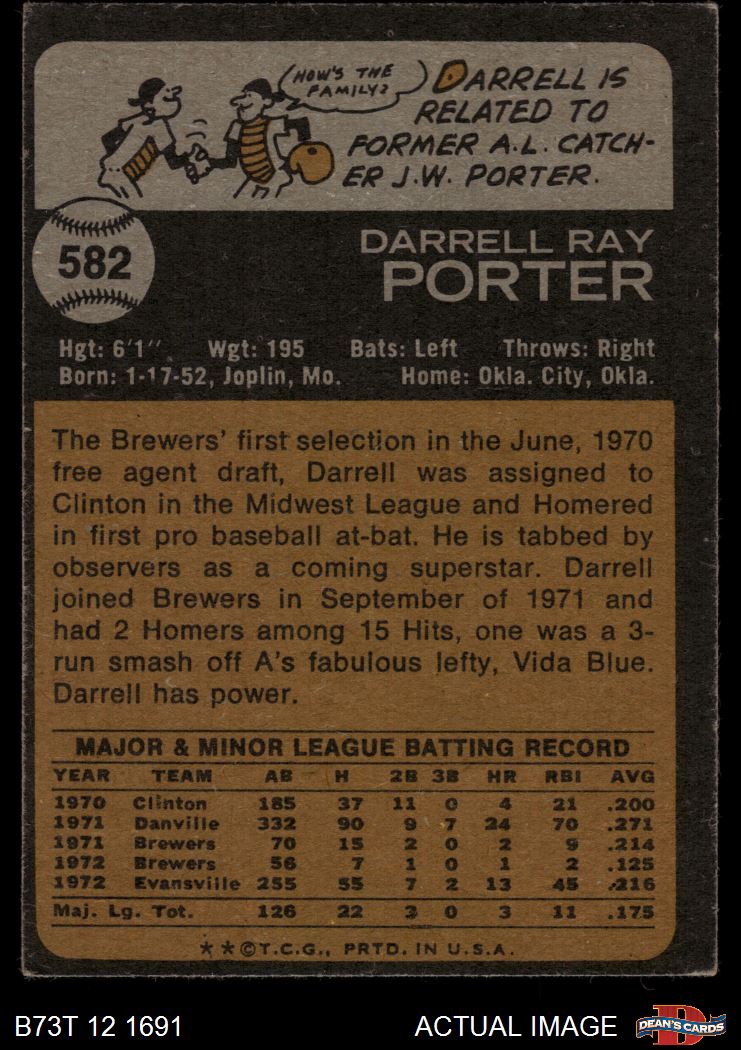 HOW'S THE
FAMILY?
DARRELL IS
RELATED TO
FORMER A.L. CATCH-
ER J.W. PORTER.
582
DARRELL RAY
PORTER
Hgt: 6'1" Wgt: 195 Bats: Left Throws: Right
Born: 1-17-52, Joplin, Mo. Home: Okla. City, Okla.
The Brewers' first selection in the June, 1970
free agent draft, Darrell was assigned to
Clinton in the Midwest League and Homered
in first pro baseball at-bat. He is tabbed by
observers as a coming superstar. Darrell
joined Brewers in September of 1971 and
had 2 Homers among 15 Hits, one was a 3-
run smash off A's fabulous lefty, Vida Blue.
Darrell has power.
MAJOR & MINOR LEAGUE BATTING RECORD
YEAR TEAM AB H 2B 3B HR RBI AVG
1970 Clinton 185 37 11 0 4 21 .200
1971 Danville 332 90 9 7 24 70 .271
1971 Brewers 70 15 2 0 2 9 .214
1972 Brewers 56 7 1 0 1 2 .125
1972 Evansville 255 55 7 2 13 45 .216
Maj. Lg. Tot. 126 22 3 0 3 11 .175
★★©T.C.G., PRTD. IN U.S.A.
B73T 12 1691 ACTUAL IMAGE
DEAN'S CARDS